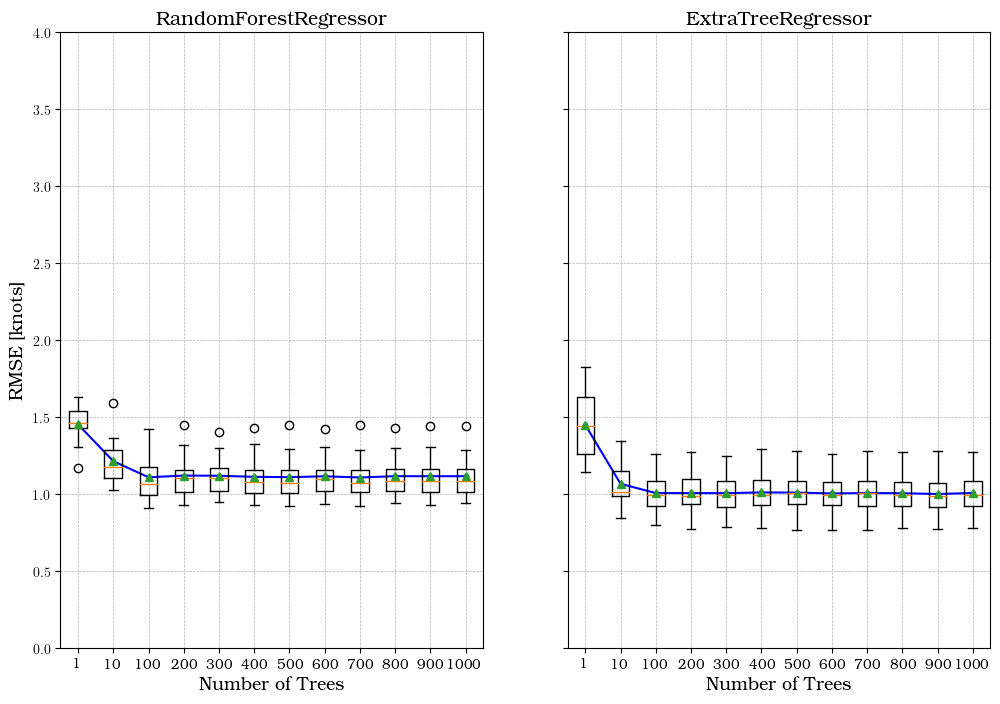 RandomForestRegressor
ExtraTreeRegressor
RMSE [knots]
4.0
3.5
3.0
2.5
2.0
1.5
1.0
0.5
0.0
1 10 100 200 300 400 500 600 700 800 900 1000
1 10 100 200 300 400 500 600 700 800 900 1000
Number of Trees
Number of Trees